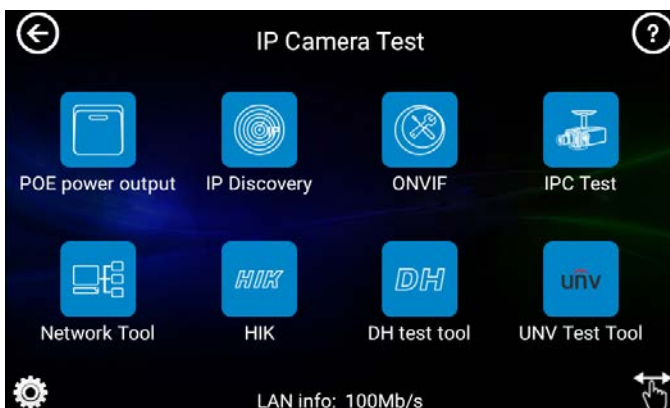 IP Camera Test
?
IP
POE power output IP Discovery ONVIF IPC Test
HIK DH unv
Network Tool HIK DH test tool UNV Test Tool
LAN info: 100Mb/s